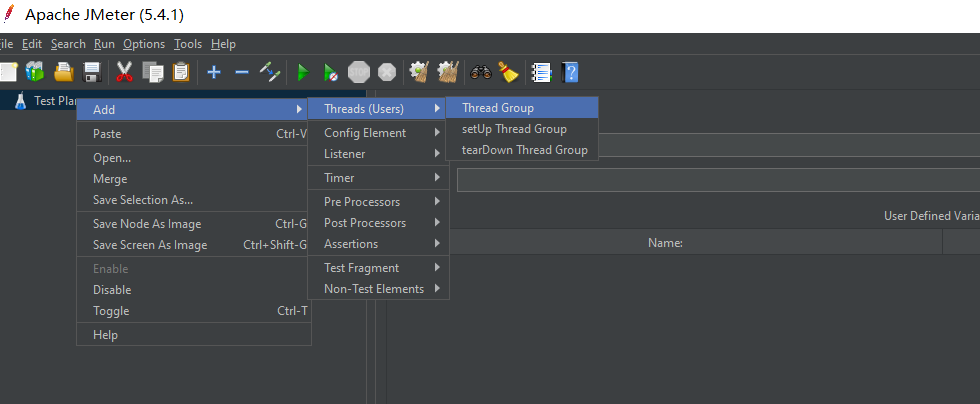 Apache JMeter (5.4.1)
ile Edit Search Run Options Tools Help
STOP
Test Plan
Add
Paste Ctrl-V
Open...
Merge
Save Selection As...
Save Node As Image Ctrl-G
Save Screen As Image Ctrl+Shift-G
Enable
Disable
Toggle Ctrl-T
Help
Threads (Users)
Config Element
Listener
Timer
Pre Processors
Post Processors
Assertions
Test Fragment
Non-Test Elements
Thread Group
setUp Thread Group
tearDown Thread Group
User Defined Varia
Name: